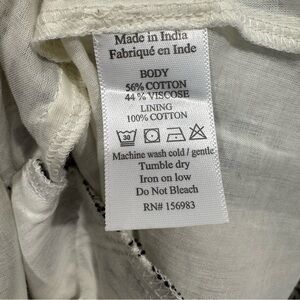 Made in India
Fabriqué en Inde
BODY
56% COTTON
44% VISCOSE
LINING
100% COTTON
30
Machine wash cold / gentle
Tumble dry
Iron on low
Do Not Bleach
RN# 156983